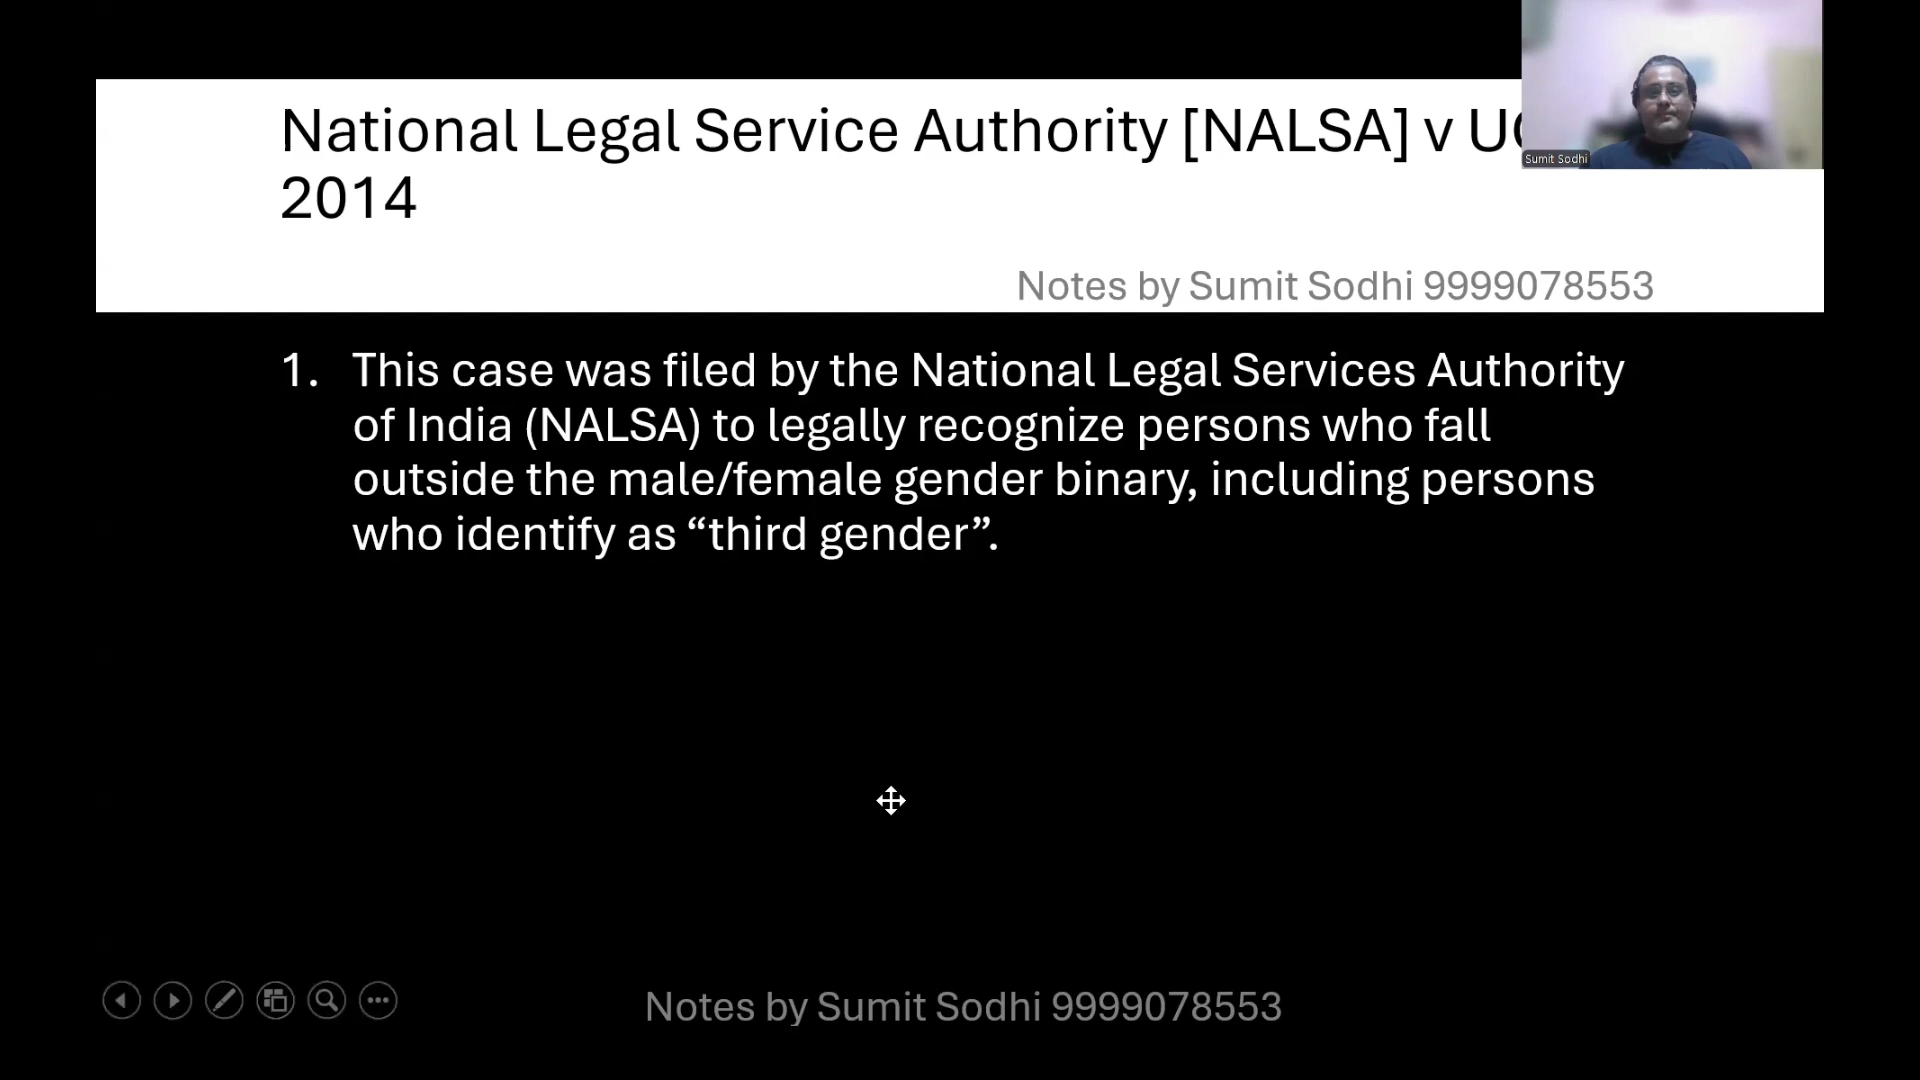 National Legal Service Authority [NALSA] v
2014
Sumit Sodhi
Notes by Sumit Sodhi 9999078553
1. This case was filed by the National Legal Services Authority
of India (NALSA) to legally recognize persons who fall
outside the male/female gender binary, including persons
who identify as “third gender”.
Notes by Sumit Sodhi 9999078553